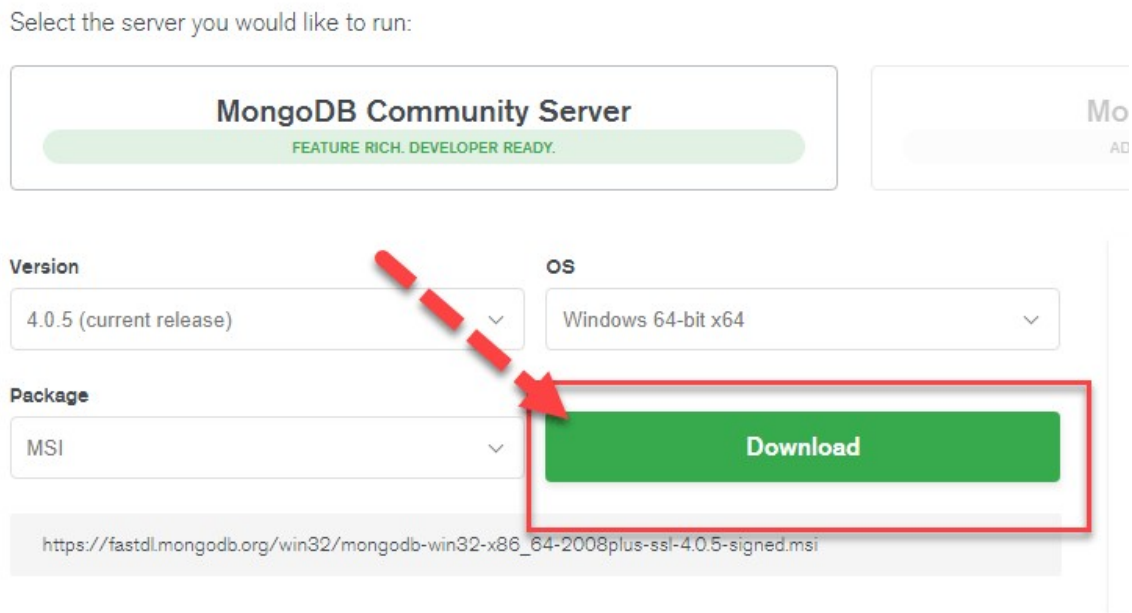 Select the server you would like to run:
MongoDB Community Server
FEATURE RICH. DEVELOPER READY.
Mo
AD
Version
OS
4.0.5 (current release)
Windows 64-bit x64
Package
MSI
Download
https://fastdl.mongodb.org/win32/mongodb-win32-x86_64-2008plus-ssl-4.0.5-signed.msi